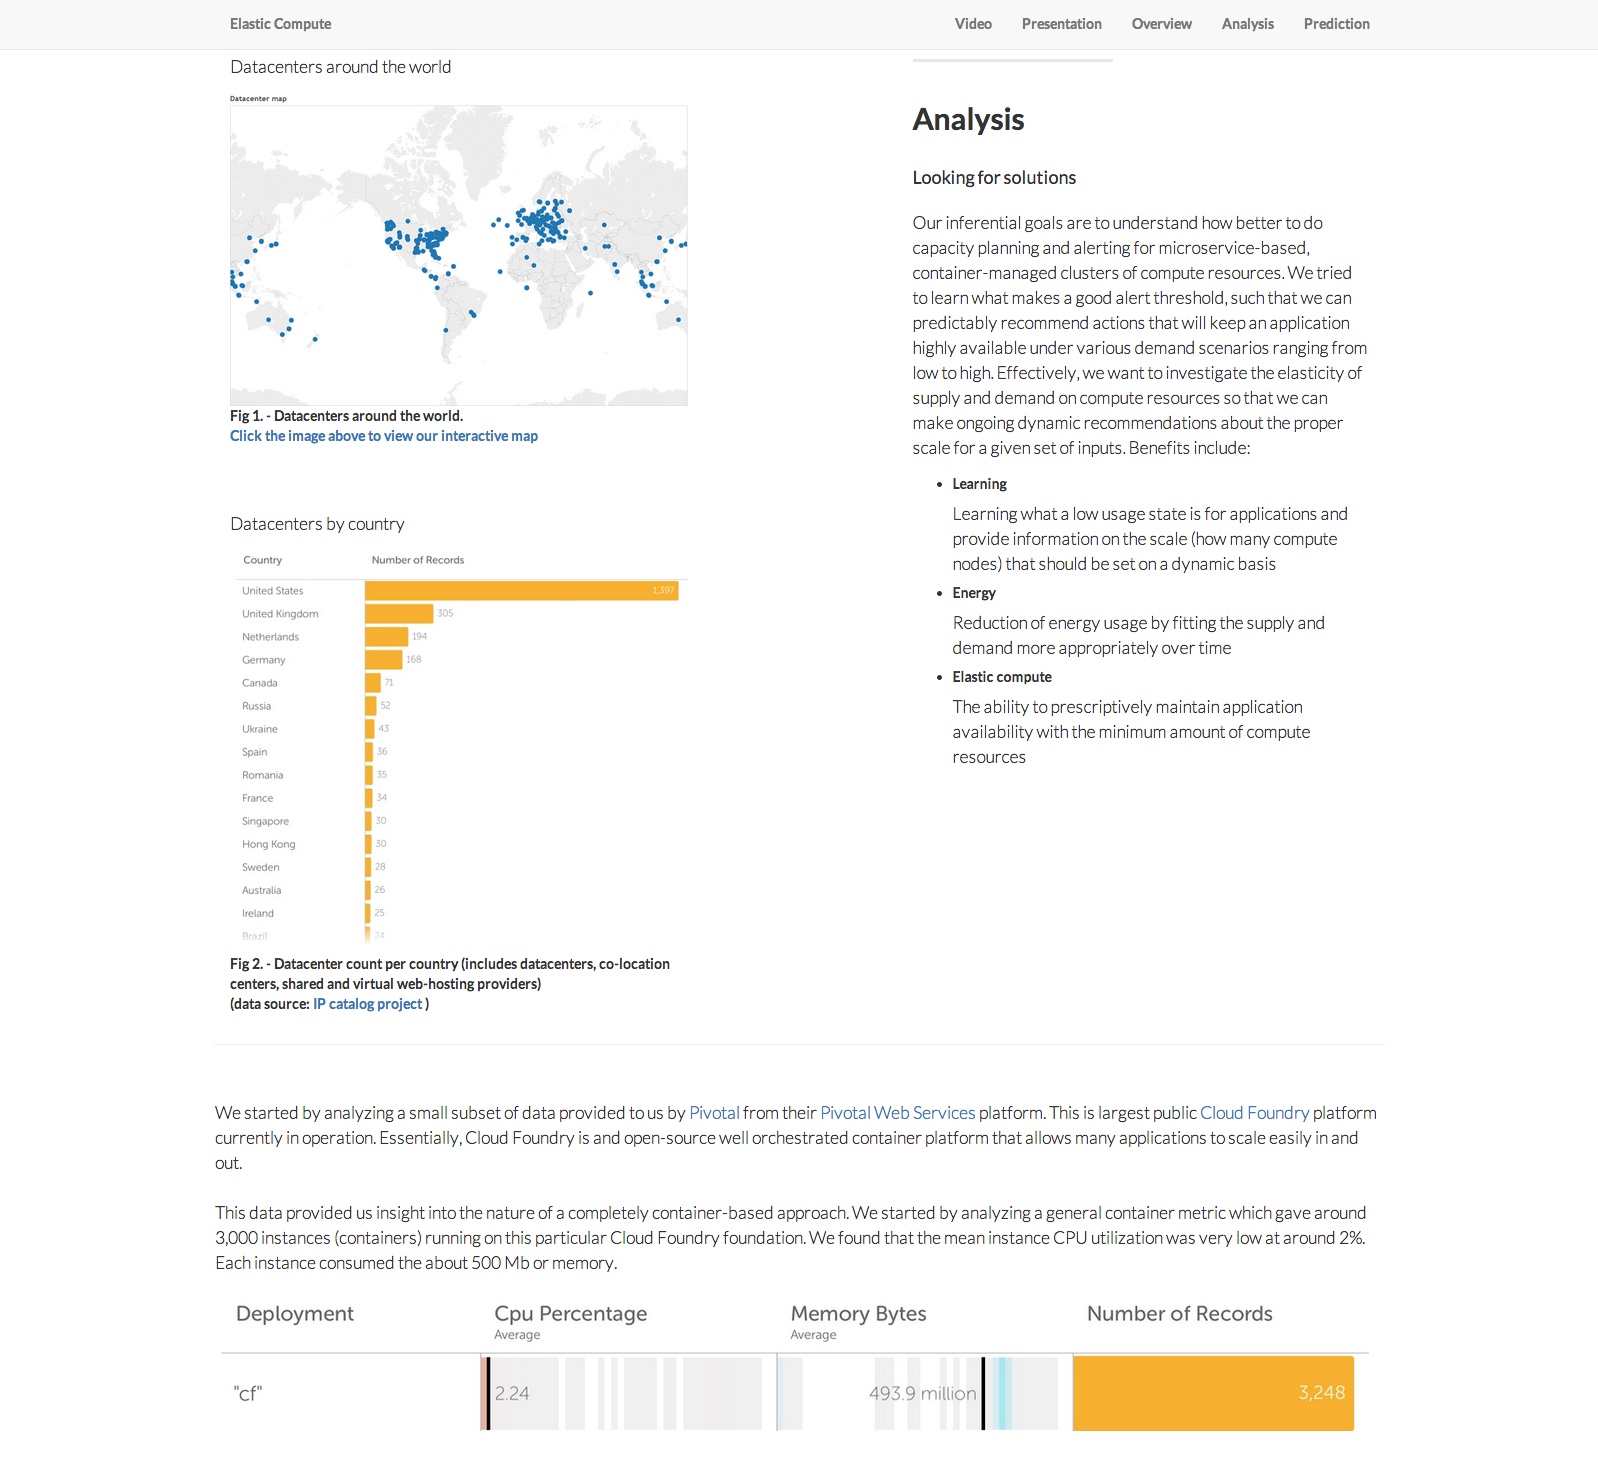 Elastic Compute
Video
Presentation
Overview
Analysis
Prediction
Datacenters around the world
Datacenter map
Fig 1. - Datacenters around the world.
Click the image above to view our interactive map
Datacenters by country
Country Number of Records
United States 1,397
United Kingdom 305
Netherlands 194
Germany 168
Canada 71
Russia 52
Ukraine 43
Spain 36
Romania 35
France 34
Singapore 30
Hong Kong 30
Sweden 28
Australia 26
Ireland 25
Brazil 24
Fig 2. - Datacenter count per country (includes datacenters, co-location
centers, shared and virtual web-hosting providers)
(data source: IP catalog project )
Analysis
Looking for solutions
Our inferential goals are to understand how better to do
capacity planning and alerting for microservice-based,
container-managed clusters of compute resources. We tried
to learn what makes a good alert threshold, such that we can
predictably recommend actions that will keep an application
highly available under various demand scenarios ranging from
low to high. Effectively, we want to investigate the elasticity of
supply and demand on compute resources so that we can
make ongoing dynamic recommendations about the proper
scale for a given set of inputs. Benefits include:
• Learning
Learning what a low usage state is for applications and
provide information on the scale (how many compute
nodes) that should be set on a dynamic basis
• Energy
Reduction of energy usage by fitting the supply and
demand more appropriately over time
• Elastic compute
The ability to prescriptively maintain application
availability with the minimum amount of compute
resources
We started by analyzing a small subset of data provided to us by Pivotal from their Pivotal Web Services platform. This is largest public Cloud Foundry platform
currently in operation. Essentially, Cloud Foundry is and open-source well orchestrated container platform that allows many applications to scale easily in and
out.
This data provided us insight into the nature of a completely container-based approach. We started by analyzing a general container metric which gave around
3,000 instances (containers) running on this particular Cloud Foundry foundation. We found that the mean instance CPU utilization was very low at around 2%.
Each instance consumed the about 500 Mb or memory.
Deployment Cpu Percentage Memory Bytes Number of Records
Average Average
"cf" 2.24 493.9 million 3,248